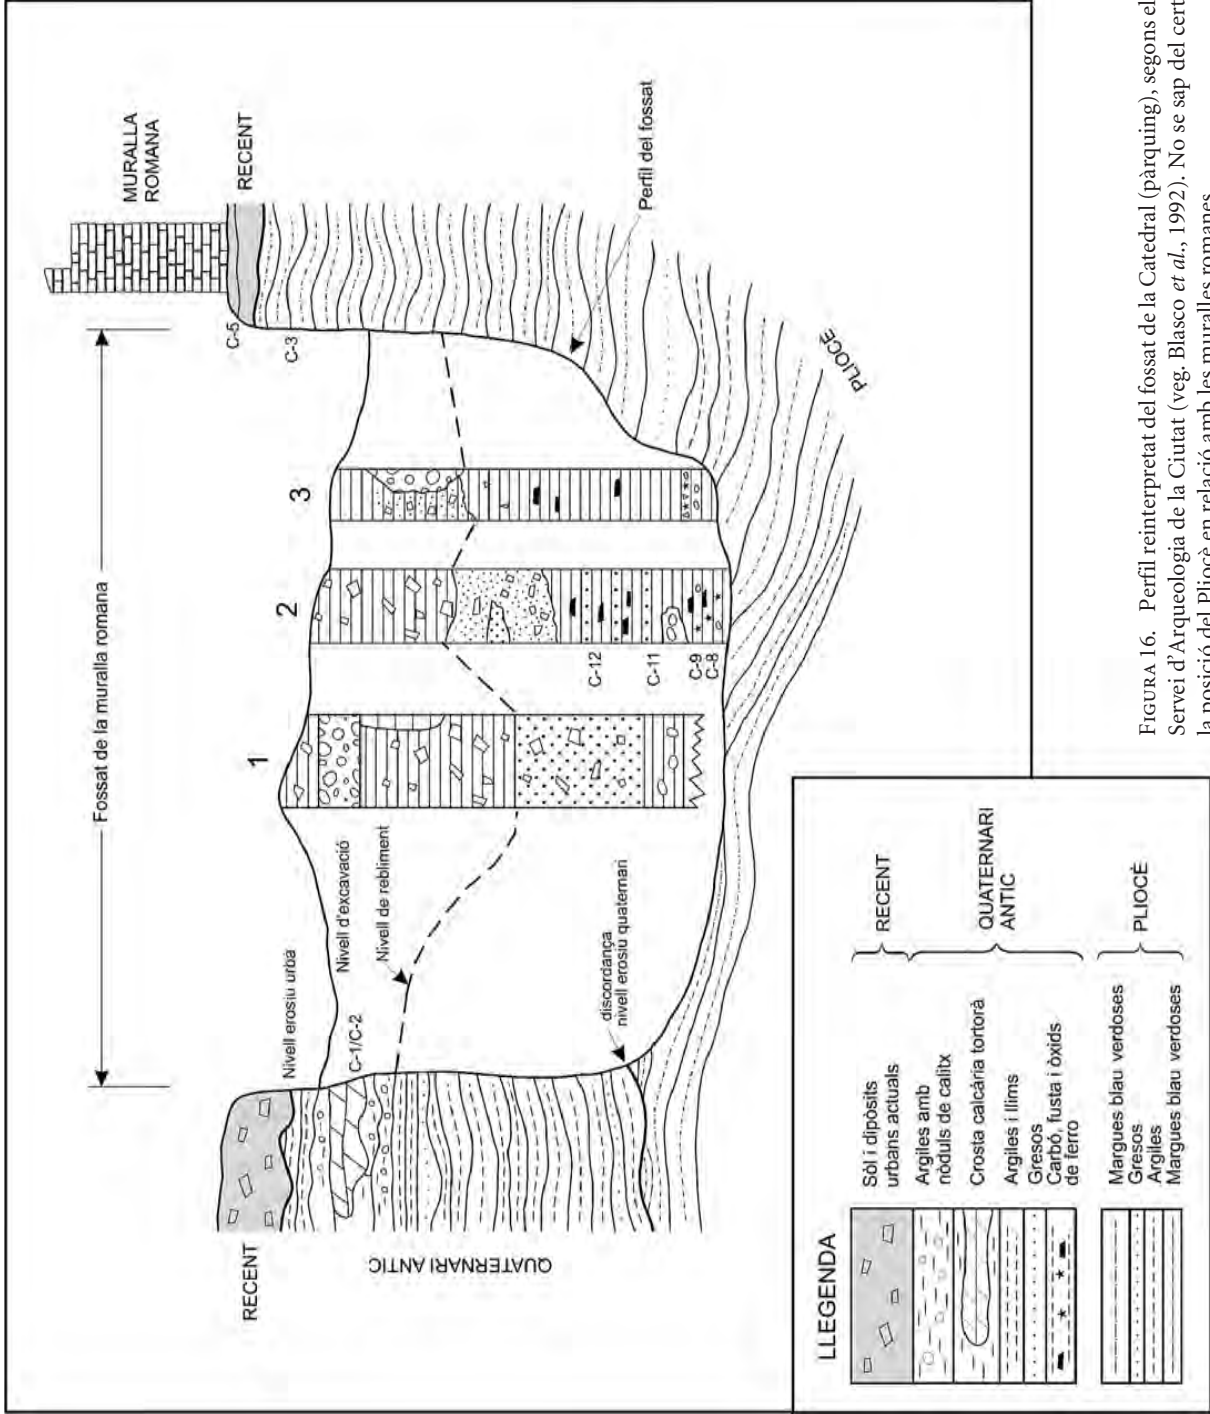 Fossat de la muralla romana
MURALLA
ROMANA
RECENT
RECENT
C-5
C-3
1
2
3
Nivell erosiu urbà
Nivell d'excavació
C-1/C-2
Nivell de rebliment
C-12
C-11
C-9
C-8
Perfil del fossat
discordança
nivell erosiu quaternari
QUATERNARI ANTIC
PLIOCÈ
LLEGENDA
Sòl i dipòsits
urbans actuals
RECENT
Argiles amb
nòduls de calitx
Crosta calcària tortorà
Argiles i llims
Gresos
Carbó, fusta i òxids
de ferro
QUATERNARI
ANTIC
Margues blau verdoses
Gresos
Argiles
Margues blau verdoses
PLIOCÈ
FIGURA 16. Perfil reinterpretat del fossat de la Catedral (pàrquing), segons el
Servei d'Arqueologia de la Ciutat (veg. Blasco et al., 1992). No se sap del cert
la posició del Pliocè en relació amb les muralles romanes.